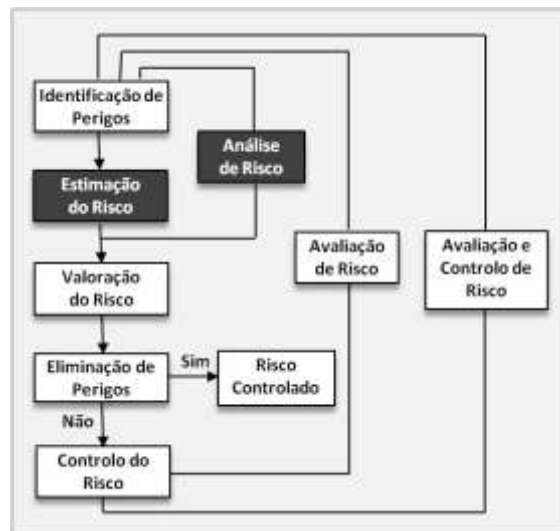 Identificação de
Perigos
Análise
de Risco
Estimação
do Risco
Avaliação
de Risco
Avaliação e
Controlo de
Risco
Valoração
do Risco
Eliminação de
Perigos
Sim
Risco
Controlado
Não
Controlo do
Risco